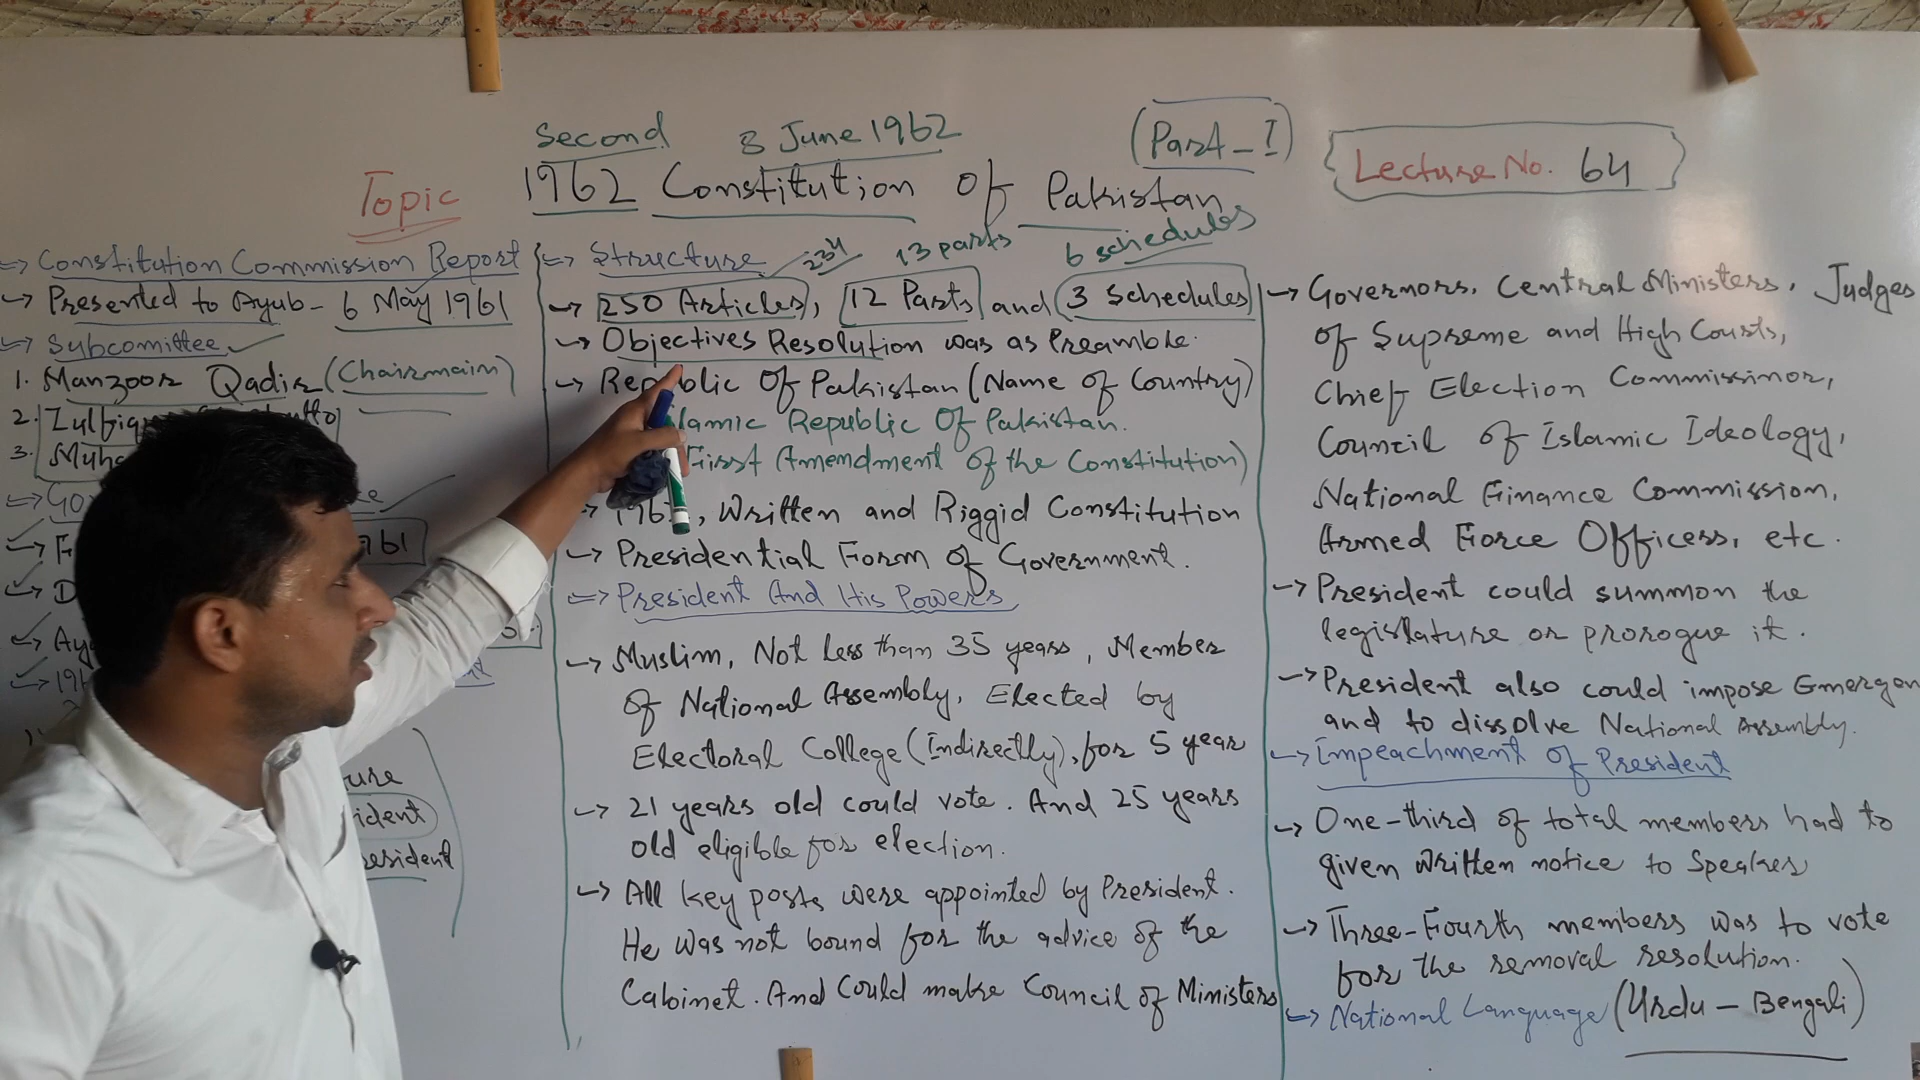 Second 8 June 1962
(Part-I)
Lecture No. 64
Topic 1962 Constitution Of Pakistan
=> Constitution Commission Report
-> Presented to Ayub - 6 May 1961
-> Subcomittee
1. Manzoor Qadir (Chairmain)
2.
3.
=>
1961
ure
ident
resident
=> Structure 234 13 parts 6 schedules
-> 250 Articles, 12 Parts and 3 Schedules
-> Objectives Resolution was as Preamble.
-> Republic Of Pakistan (Name of Country)
lamic Republic Of Pakistan.
First Amendment of the Constitution)
-> 196, Written and Riggid Constitution
-> Presidential Form of Government.
=> President And His Powers
-> Muslim, Not Less than 35 years, Member
of National Assembly, Elected by
Electoral College (Indirectly), for 5 year
-> 21 years old could vote. And 25 years
old eligible for election.
-> All key posts were appointed by President.
He was not bound for the advice of the
Cabinet. And Could make Council of Ministers
-> Governors, Central Ministers, Judges
of Supreme and High Courts,
Chief Election Commissinor,
Council of Islamic Ideology,
National Finance Commission,
Armed Force Officers, etc.
-> President could summon the
legislature or prorogue it.
-> President also could impose Emergen
and to dissolve National Assembly.
-> Impeachment of President
-> One-third of total members had to
given written notice to Speaker
-> Three-Fourth members was to vote
for the removal resolution.
=> National Language (Urdu - Bengali)